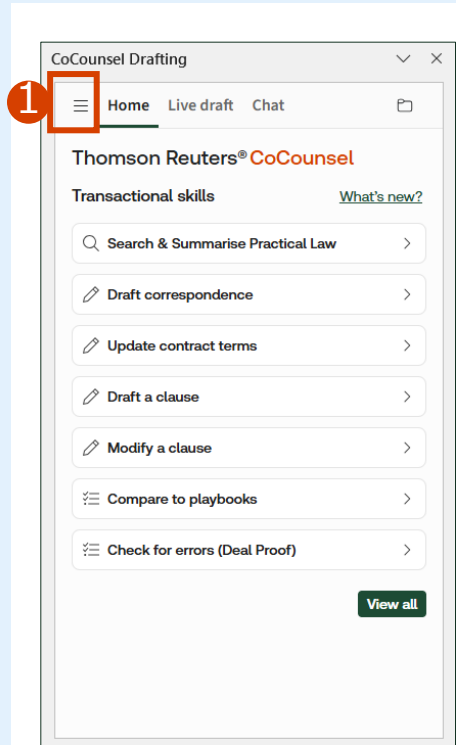 CoCounsel Drafting
1
Home Live draft Chat
Thomson Reuters® CoCounsel
Transactional skills What's new?
Search & Summarise Practical Law
Draft correspondence
Update contract terms
Draft a clause
Modify a clause
Compare to playbooks
Check for errors (Deal Proof)
View all